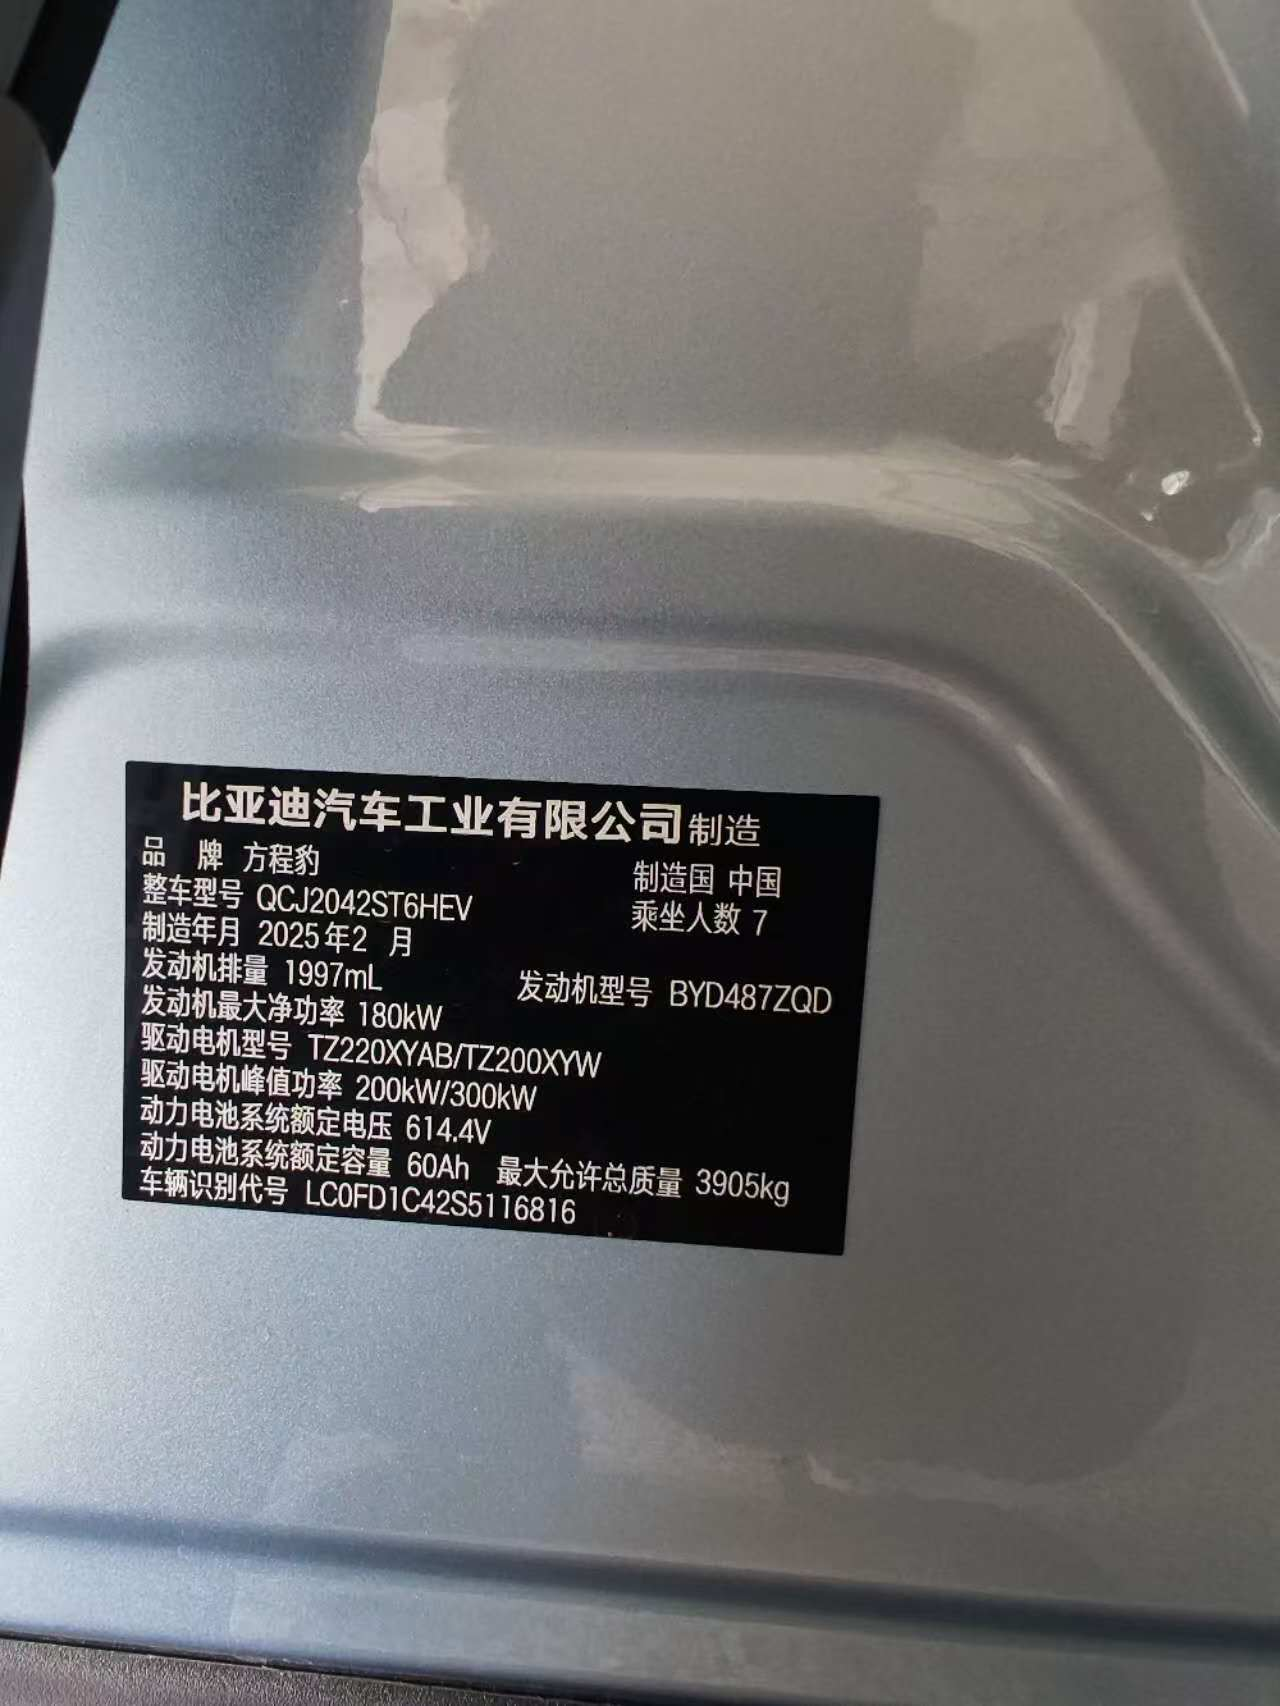 比亚迪汽车工业有限公司制造
品 牌 方程豹 制造国 中国
整车型号 QCJ2042ST6HEV 乘坐人数 7
制造年月 2025年2 月
发动机排量 1997mL 发动机型号 BYD487ZQD
发动机最大净功率 180kW
驱动电机型号 TZ220XYAB/TZ200XYW
驱动电机峰值功率 200kW/300kW
动力电池系统额定电压 614.4V
动力电池系统额定容量 60Ah 最大允许总质量 3905kg
车辆识别代号 LC0FD1C42S5116816